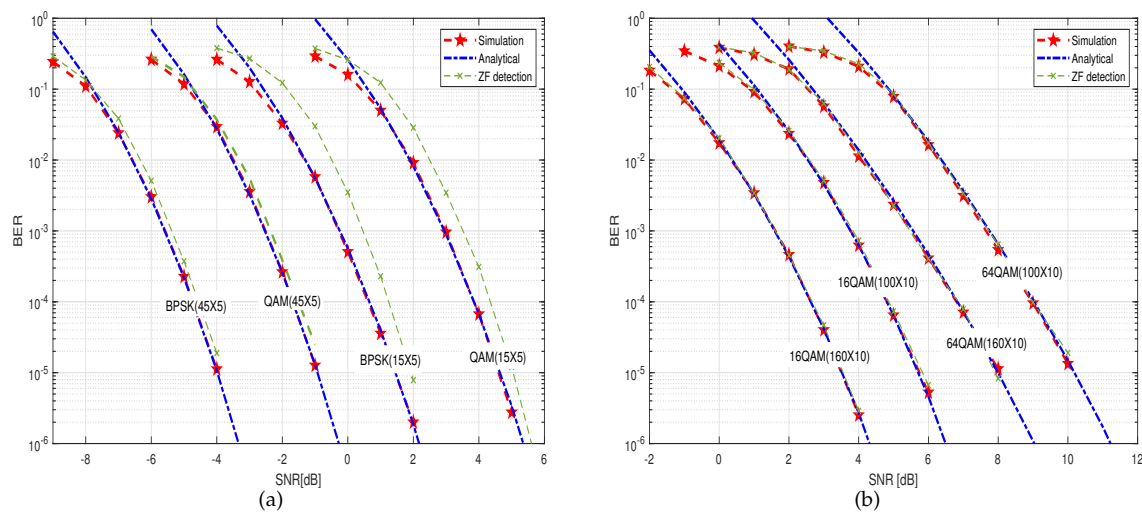 10^0
10^-1
10^-2
10^-3
10^-4
10^-5
10^-6
BER
-8
-6
-4
-2
0
2
4
6
SNR[dB]
Simulation
Analytical
ZF detection
BPSK(45X5)
QAM(45X5)
BPSK(15X5)
QAM(15X5)
(a)
10^0
10^-1
10^-2
10^-3
10^-4
10^-5
10^-6
BER
-2
0
2
4
6
8
10
12
SNR [dB]
Simulation
Analytical
ZF detection
64QAM(100X10)
16QAM(100X10)
64QAM(160X10)
16QAM(160X10)
(b)